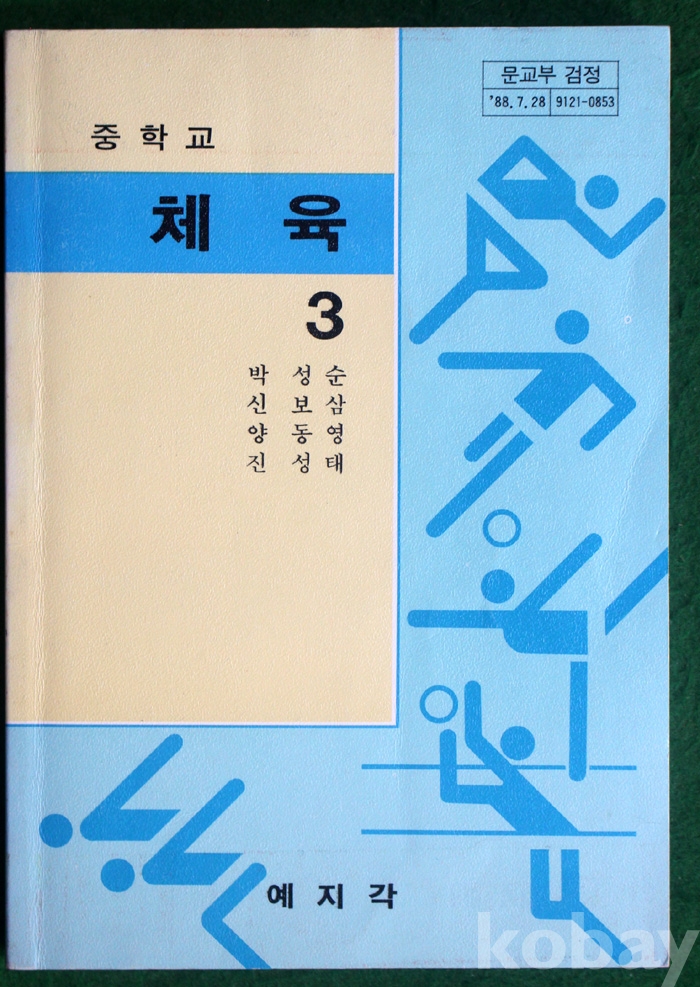 문교부 검정
'88. 7. 28 9121-0853
중학교
체 육
3
박 성 순
신 보 삼
양 동 영
진 성 태
예지각
kobay